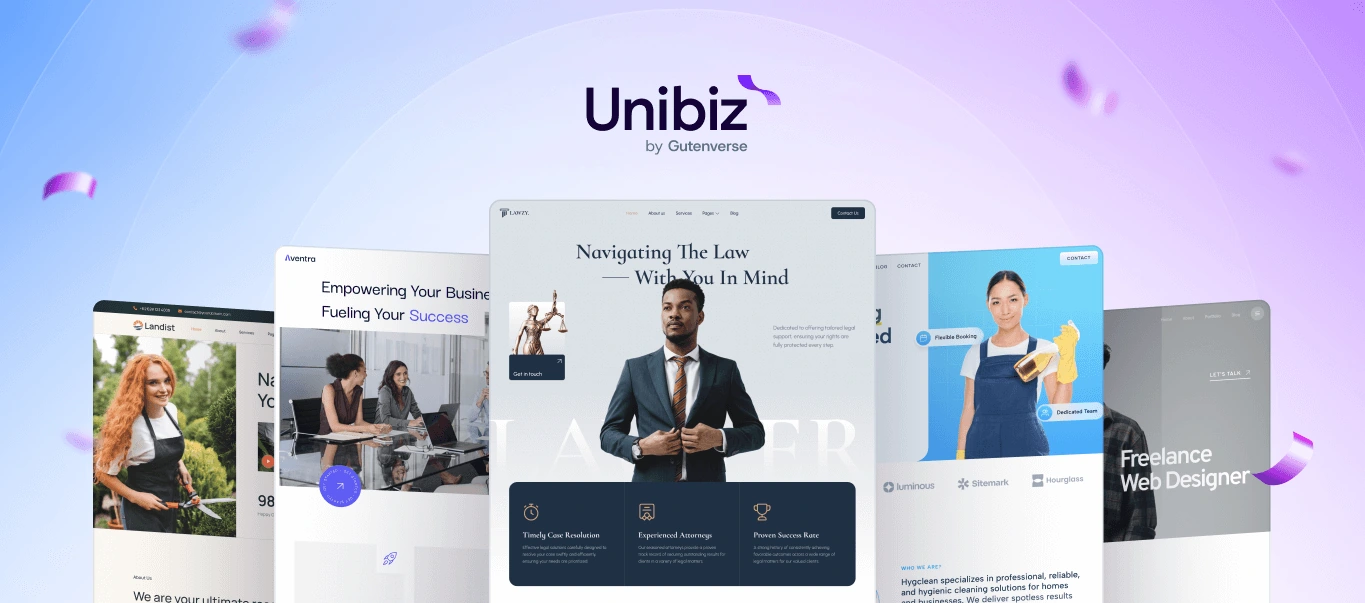 Unibiz
by Gutenverse
Landist
Home
About
Services
98
About Us
We are your ultimate
Aventra
Empowering Your Busine
Fueling Your Success
LAWZY.
Home
About us
Services
Pages
Blog
Contact Us
Navigating The Law
With You In Mind
Get in touch
Dedicated to offering tailored legal
support, ensuring your rights are
fully protected every step.
LAWYER
Timely Case Resolution
Effective legal solutions carefully designed to
resolve your case swiftly and efficiently,
ensuring your needs are prioritized.
Experienced Attorneys
Our experienced attorneys provide a proven
track record of securing outstanding results for
clients in a variety of legal matters.
Proven Success Rate
A strong history of consistently achieving
favorable outcomes across a wide range of
legal matters for our valued clients.
CONTACT
CONTACT
Flexible Booking
Dedicated Team
luminous
Sitemark
Hourglass
WHO WE ARE?
Hygclean specializes in professional, reliable,
and hygienic cleaning solutions for homes
and businesses. We deliver spotless results
LET'S TALK
Freelance
Web Designer